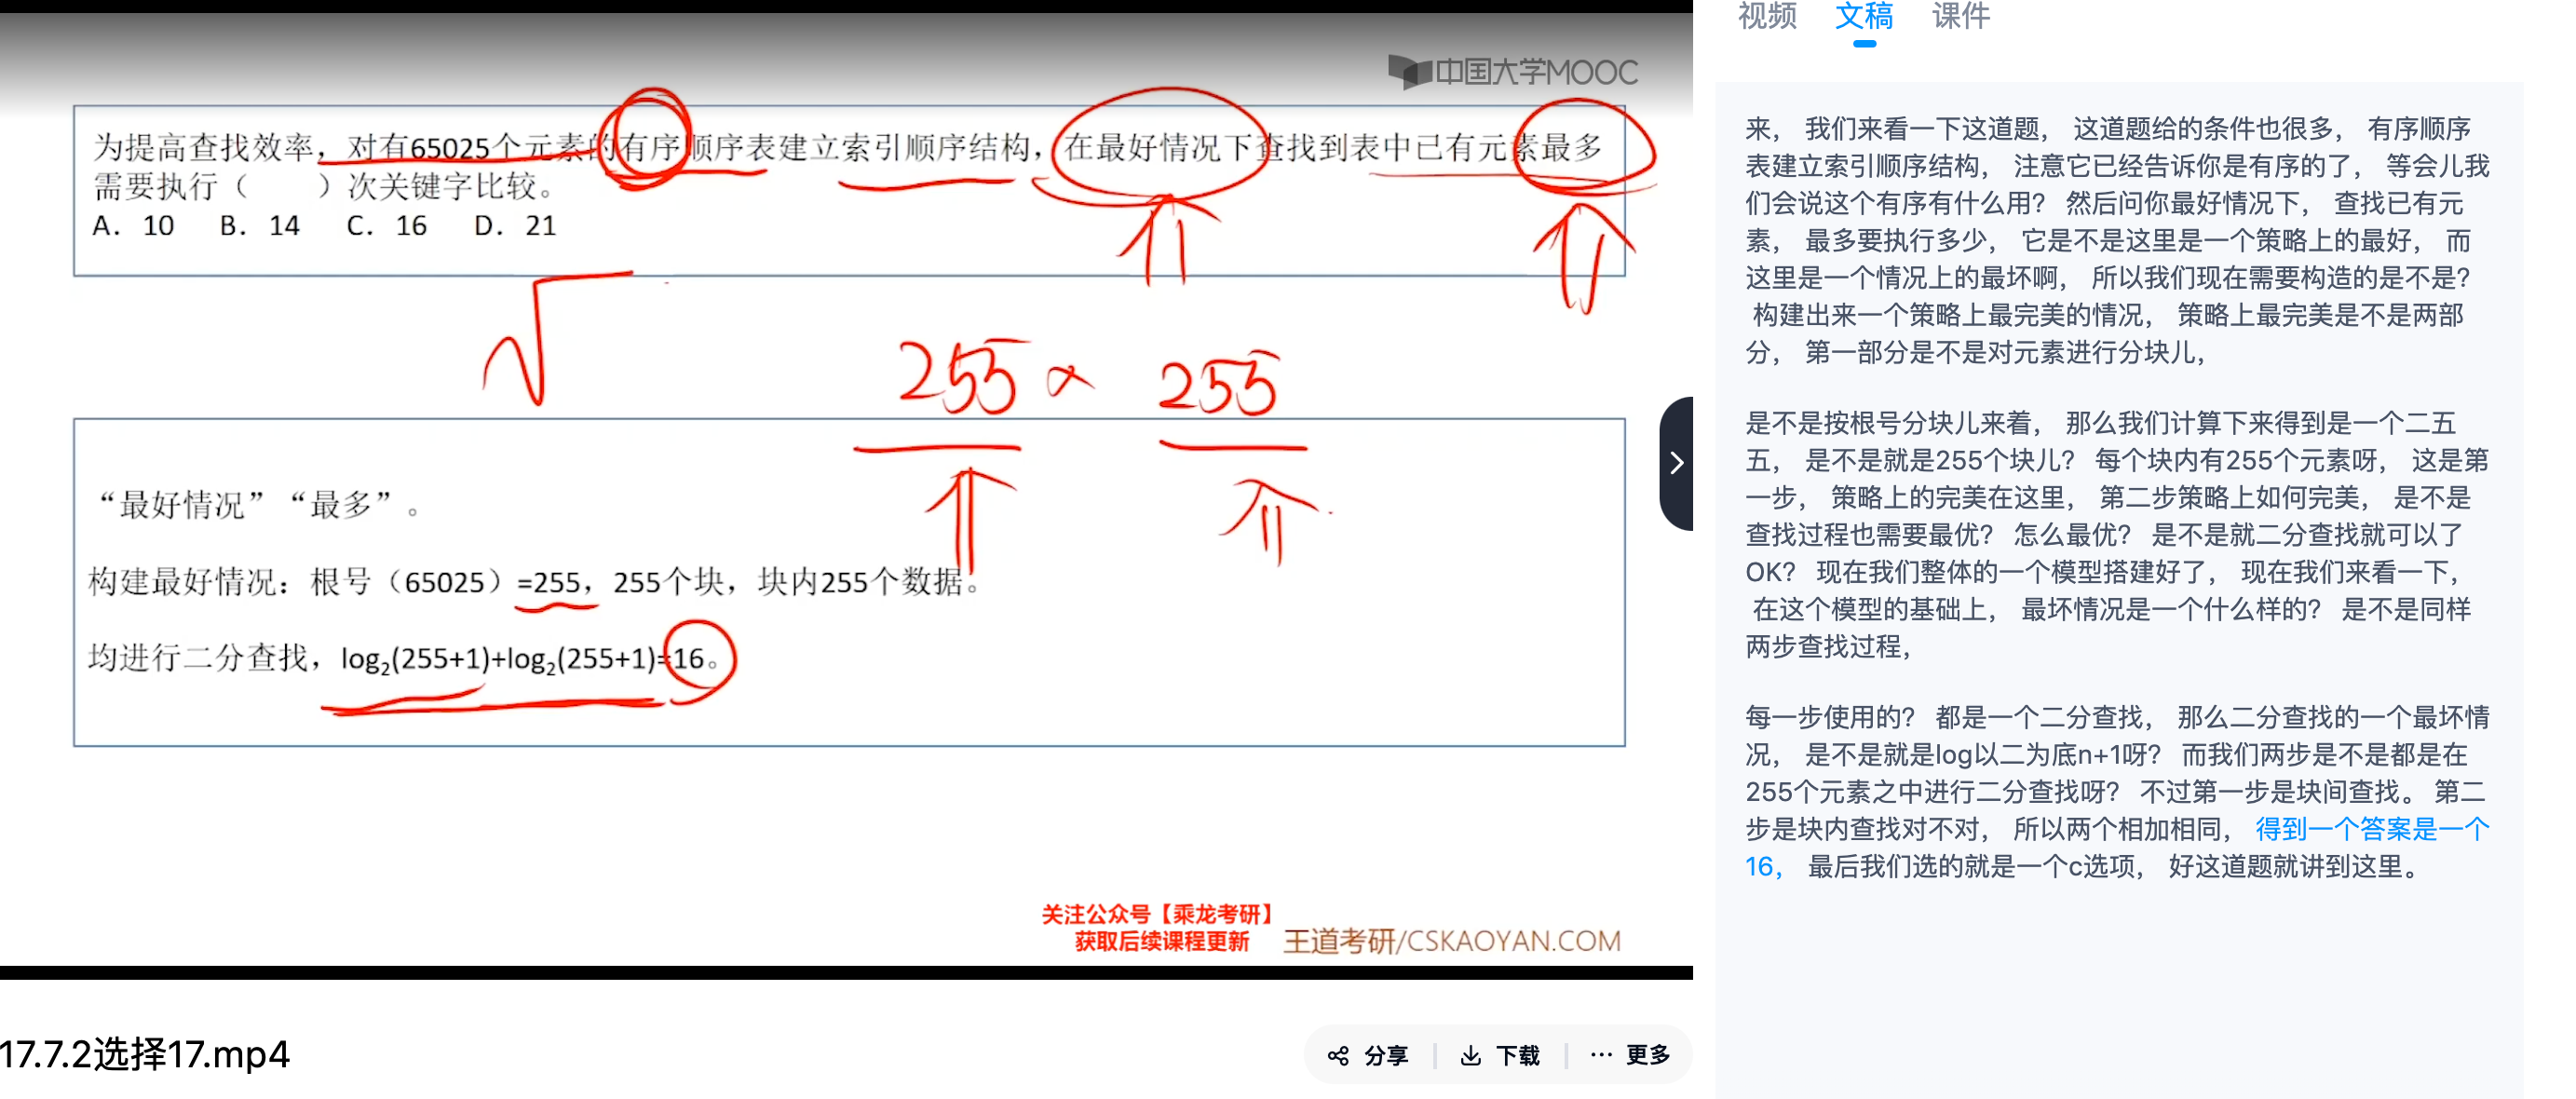 中国大学MOOC
为提高查找效率，对有65025个元素的有序顺序表建立索引顺序结构，在最好情况下查找到表中已有元素最多
需要执行（　　）次关键字比较。
A. 10　B. 14　C. 16　D. 21
√
255 × 255
“最好情况”“最多”。
构建最好情况：根号（65025）=255，255个块，块内255个数据。
均进行二分查找，log₂(255+1)+log₂(255+1)=16。
关注公众号【乘龙考研】
获取后续课程更新
王道考研/CSKAOYAN.COM
17.7.2选择17.mp4
分享　下载　更多
视频　文稿　课件
来， 我们来看一下这道题， 这道题给的条件也很多， 有序顺序
表建立索引顺序结构， 注意它已经告诉你是有序的了， 等会儿我
们会说这个有序有什么用？ 然后问你最好情况下， 查找已有元
素， 最多要执行多少， 它是不是这里是一个策略上的最好， 而
这里是一个情况上的最坏啊， 所以我们现在需要构造的是不是？
构建出来一个策略上最完美的情况， 策略上最完美是不是两部
分， 第一部分是不是对元素进行分块儿，
是不是按根号分块儿来着， 那么我们计算下来得到是一个二五
五， 是不是就是255个块儿？ 每个块内有255个元素呀， 这是第
一步， 策略上的完美在这里， 第二步策略上如何完美， 是不是
查找过程也需要最优？ 怎么最优？ 是不是就二分查找就可以了
OK？ 现在我们整体的一个模型搭建好了， 现在我们来看一下，
在这个模型的基础上， 最坏情况是一个什么样的？ 是不是同样
两步查找过程，
每一步使用的？ 都是一个二分查找， 那么二分查找的一个最坏情
况， 是不是就是log以二为底n+1呀？ 而我们两步是不是都是在
255个元素之中进行二分查找呀？ 不过第一步是块间查找。 第二
步是块内查找对不对， 所以两个相加相同， 得到一个答案是一个
16， 最后我们选的就是一个c选项， 好这道题就讲到这里。